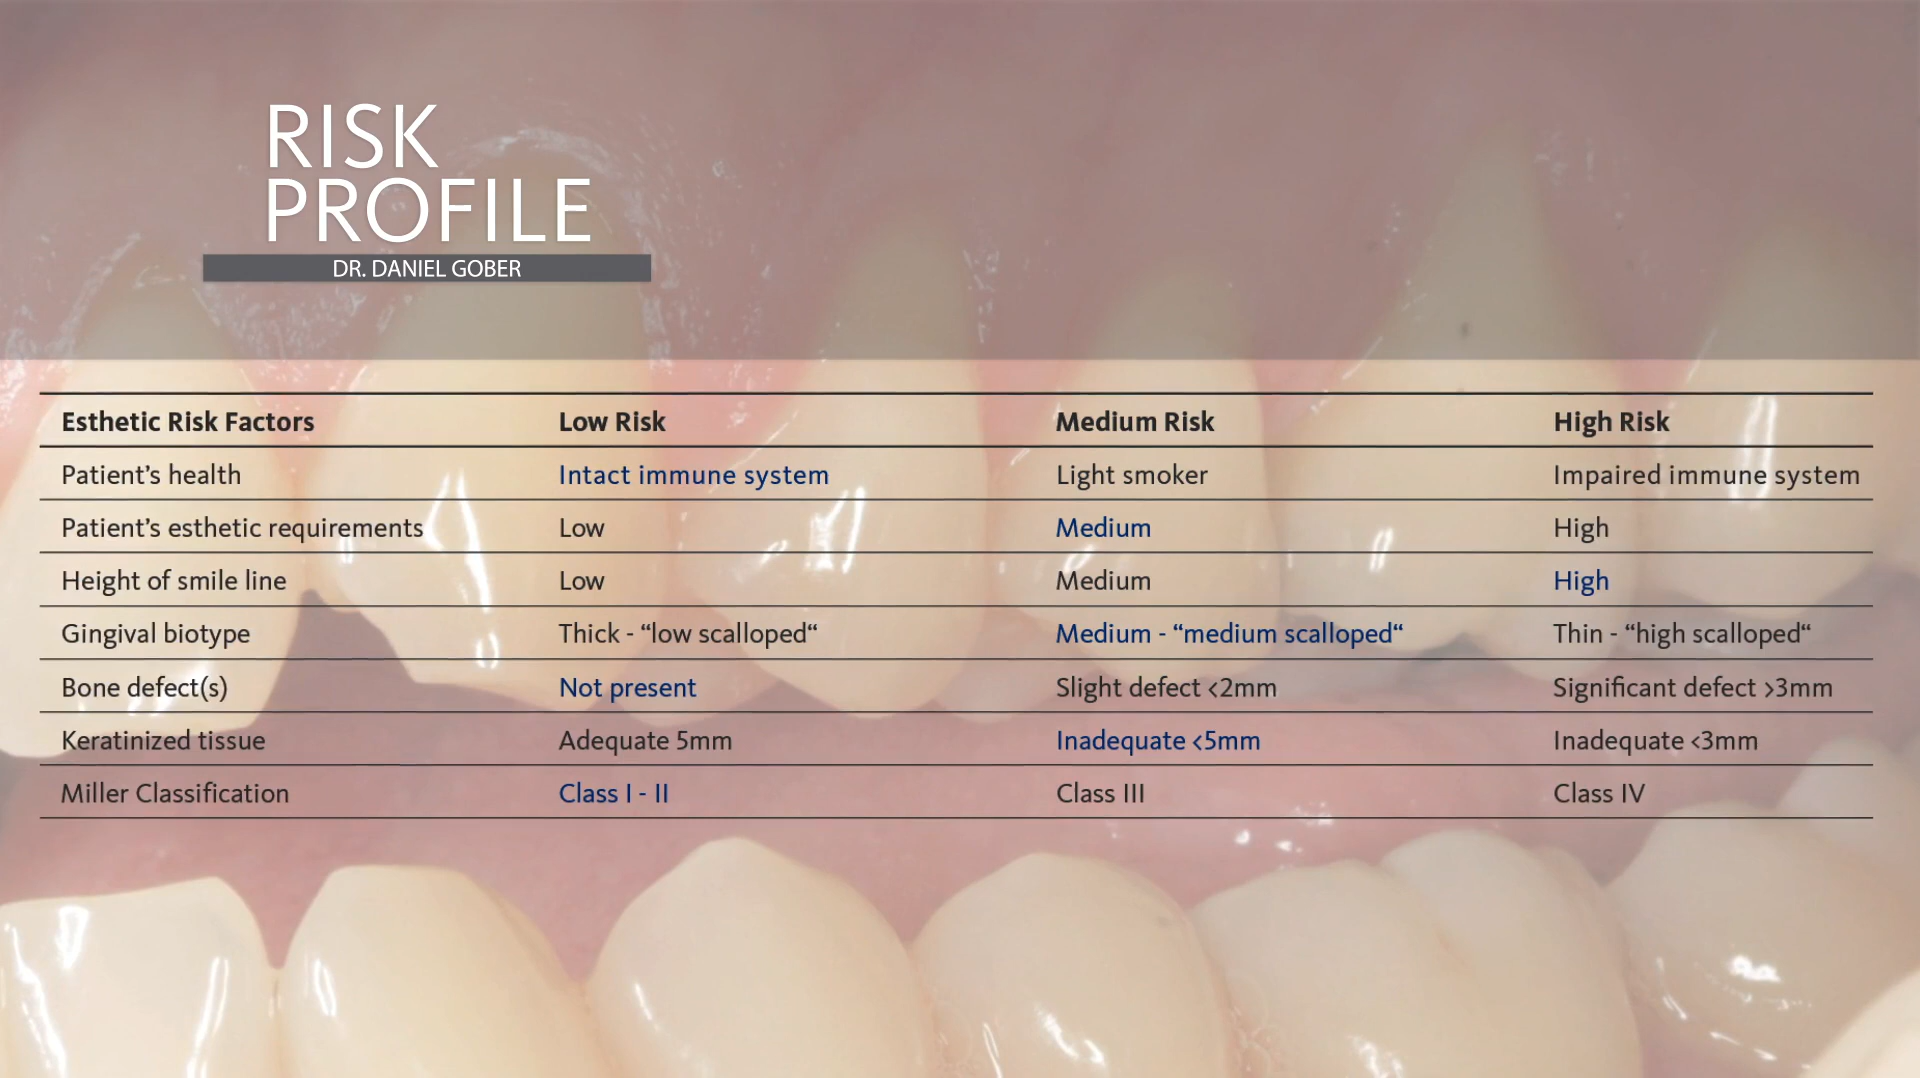 RISK
PROFILE
DR. DANIEL GOBER
Esthetic Risk Factors Low Risk Medium Risk High Risk
Patient’s health Intact immune system Light smoker Impaired immune system
Patient’s esthetic requirements Low Medium High
Height of smile line Low Medium High
Gingival biotype Thick - “low scalloped“ Medium - “medium scalloped“ Thin - “high scalloped“
Bone defect(s) Not present Slight defect <2mm Significant defect >3mm
Keratinized tissue Adequate 5mm Inadequate <5mm Inadequate <3mm
Miller Classification Class I - II Class III Class IV